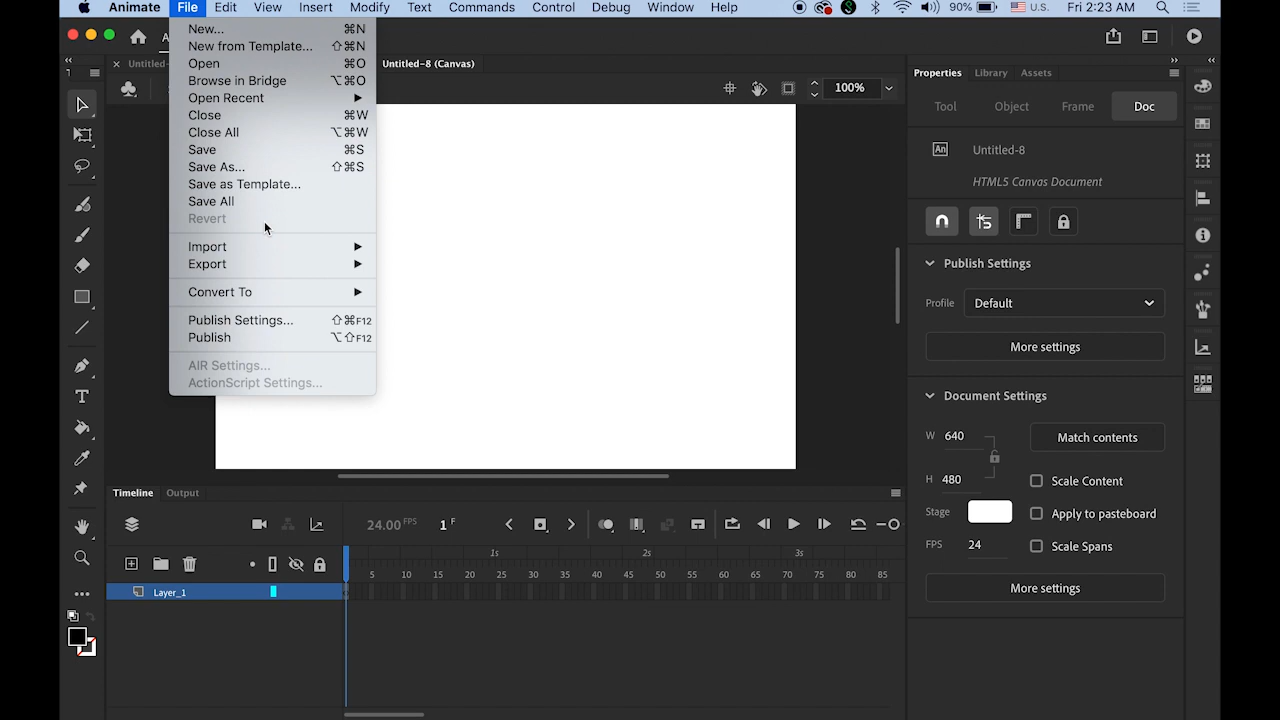 Animate File Edit View Insert Modify Text Commands Control Debug Window Help 90% U.S. Fri 2:23 AM
New... ⌘N
New from Template... ⇧⌘N
Open ⌘O
Browse in Bridge ⌥⌘O
Open Recent
Close ⌘W
Close All ⌥⌘W
Save ⌘S
Save As... ⇧⌘S
Save as Template...
Save All
Revert
Import
Export
Convert To
Publish Settings... ⇧⌘F12
Publish ⌥⇧F12
AIR Settings...
ActionScript Settings...
Untitled-8 (Canvas)
100%
Properties Library Assets
Tool Object Frame Doc
An Untitled-8
HTML5 Canvas Document
Publish Settings
Profile Default
More settings
Document Settings
W 640 Match contents
H 480 Scale Content
Stage Apply to pasteboard
FPS 24 Scale Spans
More settings
Timeline Output
24.00 FPS 1 F
1s 2s 3s
5 10 15 20 25 30 35 40 45 50 55 60 65 70 75 80 85
Layer_1